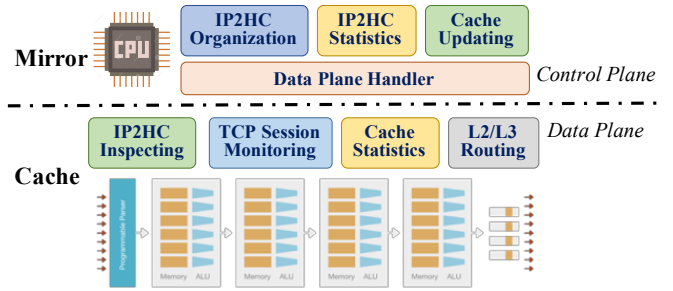 IP2HC
Organization
IP2HC
Statistics
Cache
Updating
CPU
Mirror
Data Plane Handler
Control Plane
Data Plane
IP2HC
Inspecting
TCP Session
Monitoring
Cache
Statistics
L2/L3
Routing
Cache
Programmable Parser
Memory ALU
Memory ALU
Memory ALU
Memory ALU